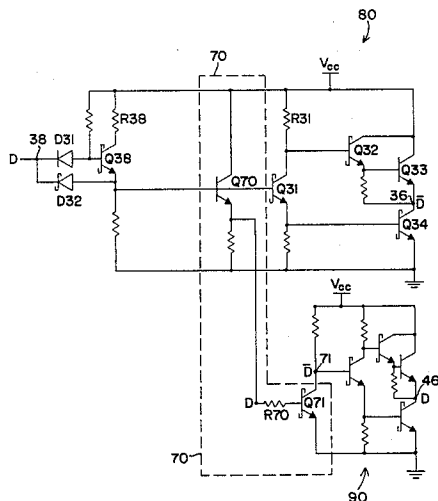 80
70
Vcc
38
D
D31
R38
Q38
D32
R31
Q32
Q33
Q70
Q31
36
D̅
Q34
Vcc
D̅
71
46
D
D
R70
Q71
70
90